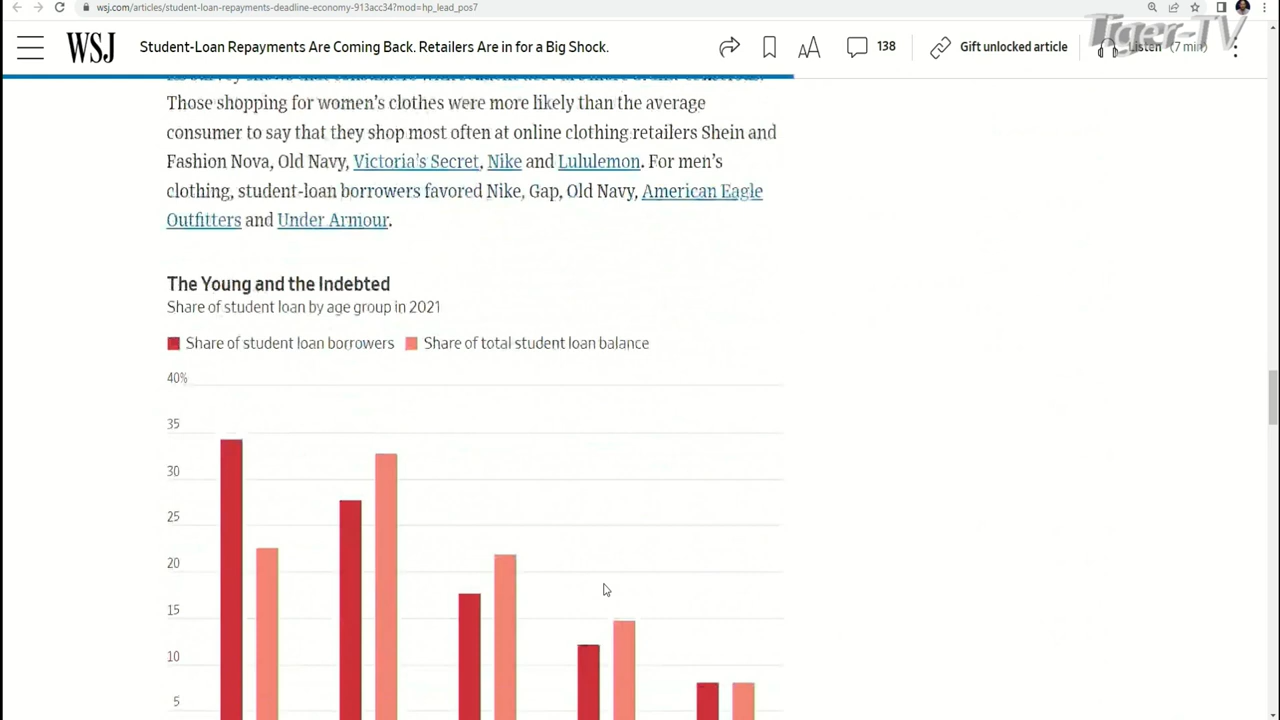 wsj.com/articles/student-loan-repayments-deadline-economy-913acc34?mod=hp_lead_pos7
Tiger-TV
WSJ
Student-Loan Repayments Are Coming Back. Retailers Are in for a Big Shock.
138
Gift unlocked article
Listen (7 min)
Those shopping for women's clothes were more likely than the average
consumer to say that they shop most often at online clothing retailers Shein and
Fashion Nova, Old Navy, Victoria's Secret, Nike and Lululemon. For men's
clothing, student-loan borrowers favored Nike, Gap, Old Navy, American Eagle
Outfitters and Under Armour.
The Young and the Indebted
Share of student loan by age group in 2021
Share of student loan borrowers
Share of total student loan balance
40%
35
30
25
20
15
10
5